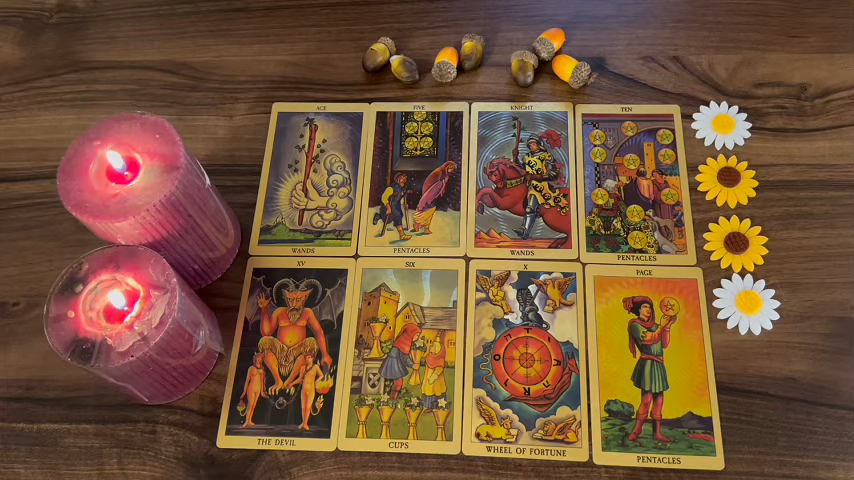 ACE
WANDS
FIVE
PENTACLES
KNIGHT
WANDS
TEN
PENTACLES
XV
THE DEVIL
SIX
CUPS
X
WHEEL OF FORTUNE
PAGE
PENTACLES